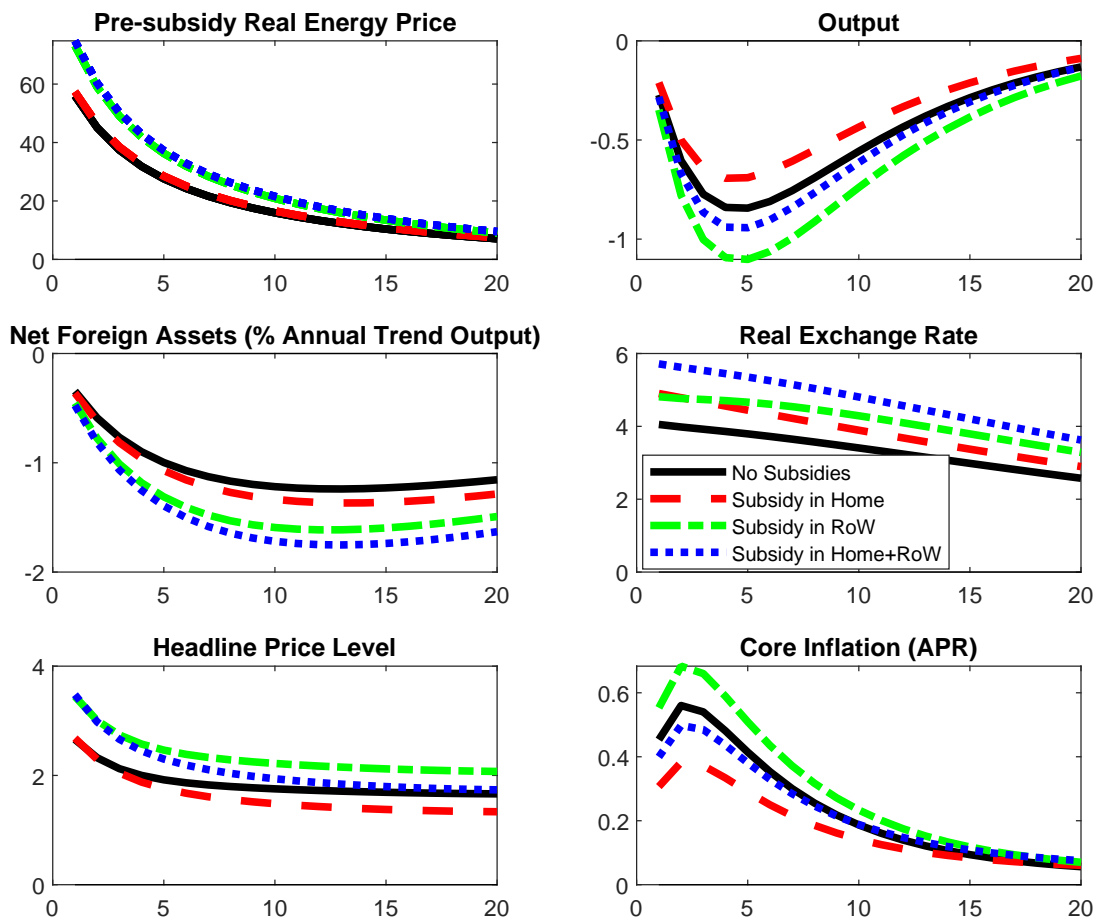 Pre-subsidy Real Energy Price
60
40
20
0
0 5 10 15 20
Output
0
-0.5
-1
0 5 10 15 20
Net Foreign Assets (% Annual Trend Output)
0
-1
-2
0 5 10 15 20
Real Exchange Rate
6
4
2
0
No Subsidies
Subsidy in Home
Subsidy in RoW
Subsidy in Home+RoW
0 5 10 15 20
Headline Price Level
4
2
0
0 5 10 15 20
Core Inflation (APR)
0.6
0.4
0.2
0
0 5 10 15 20